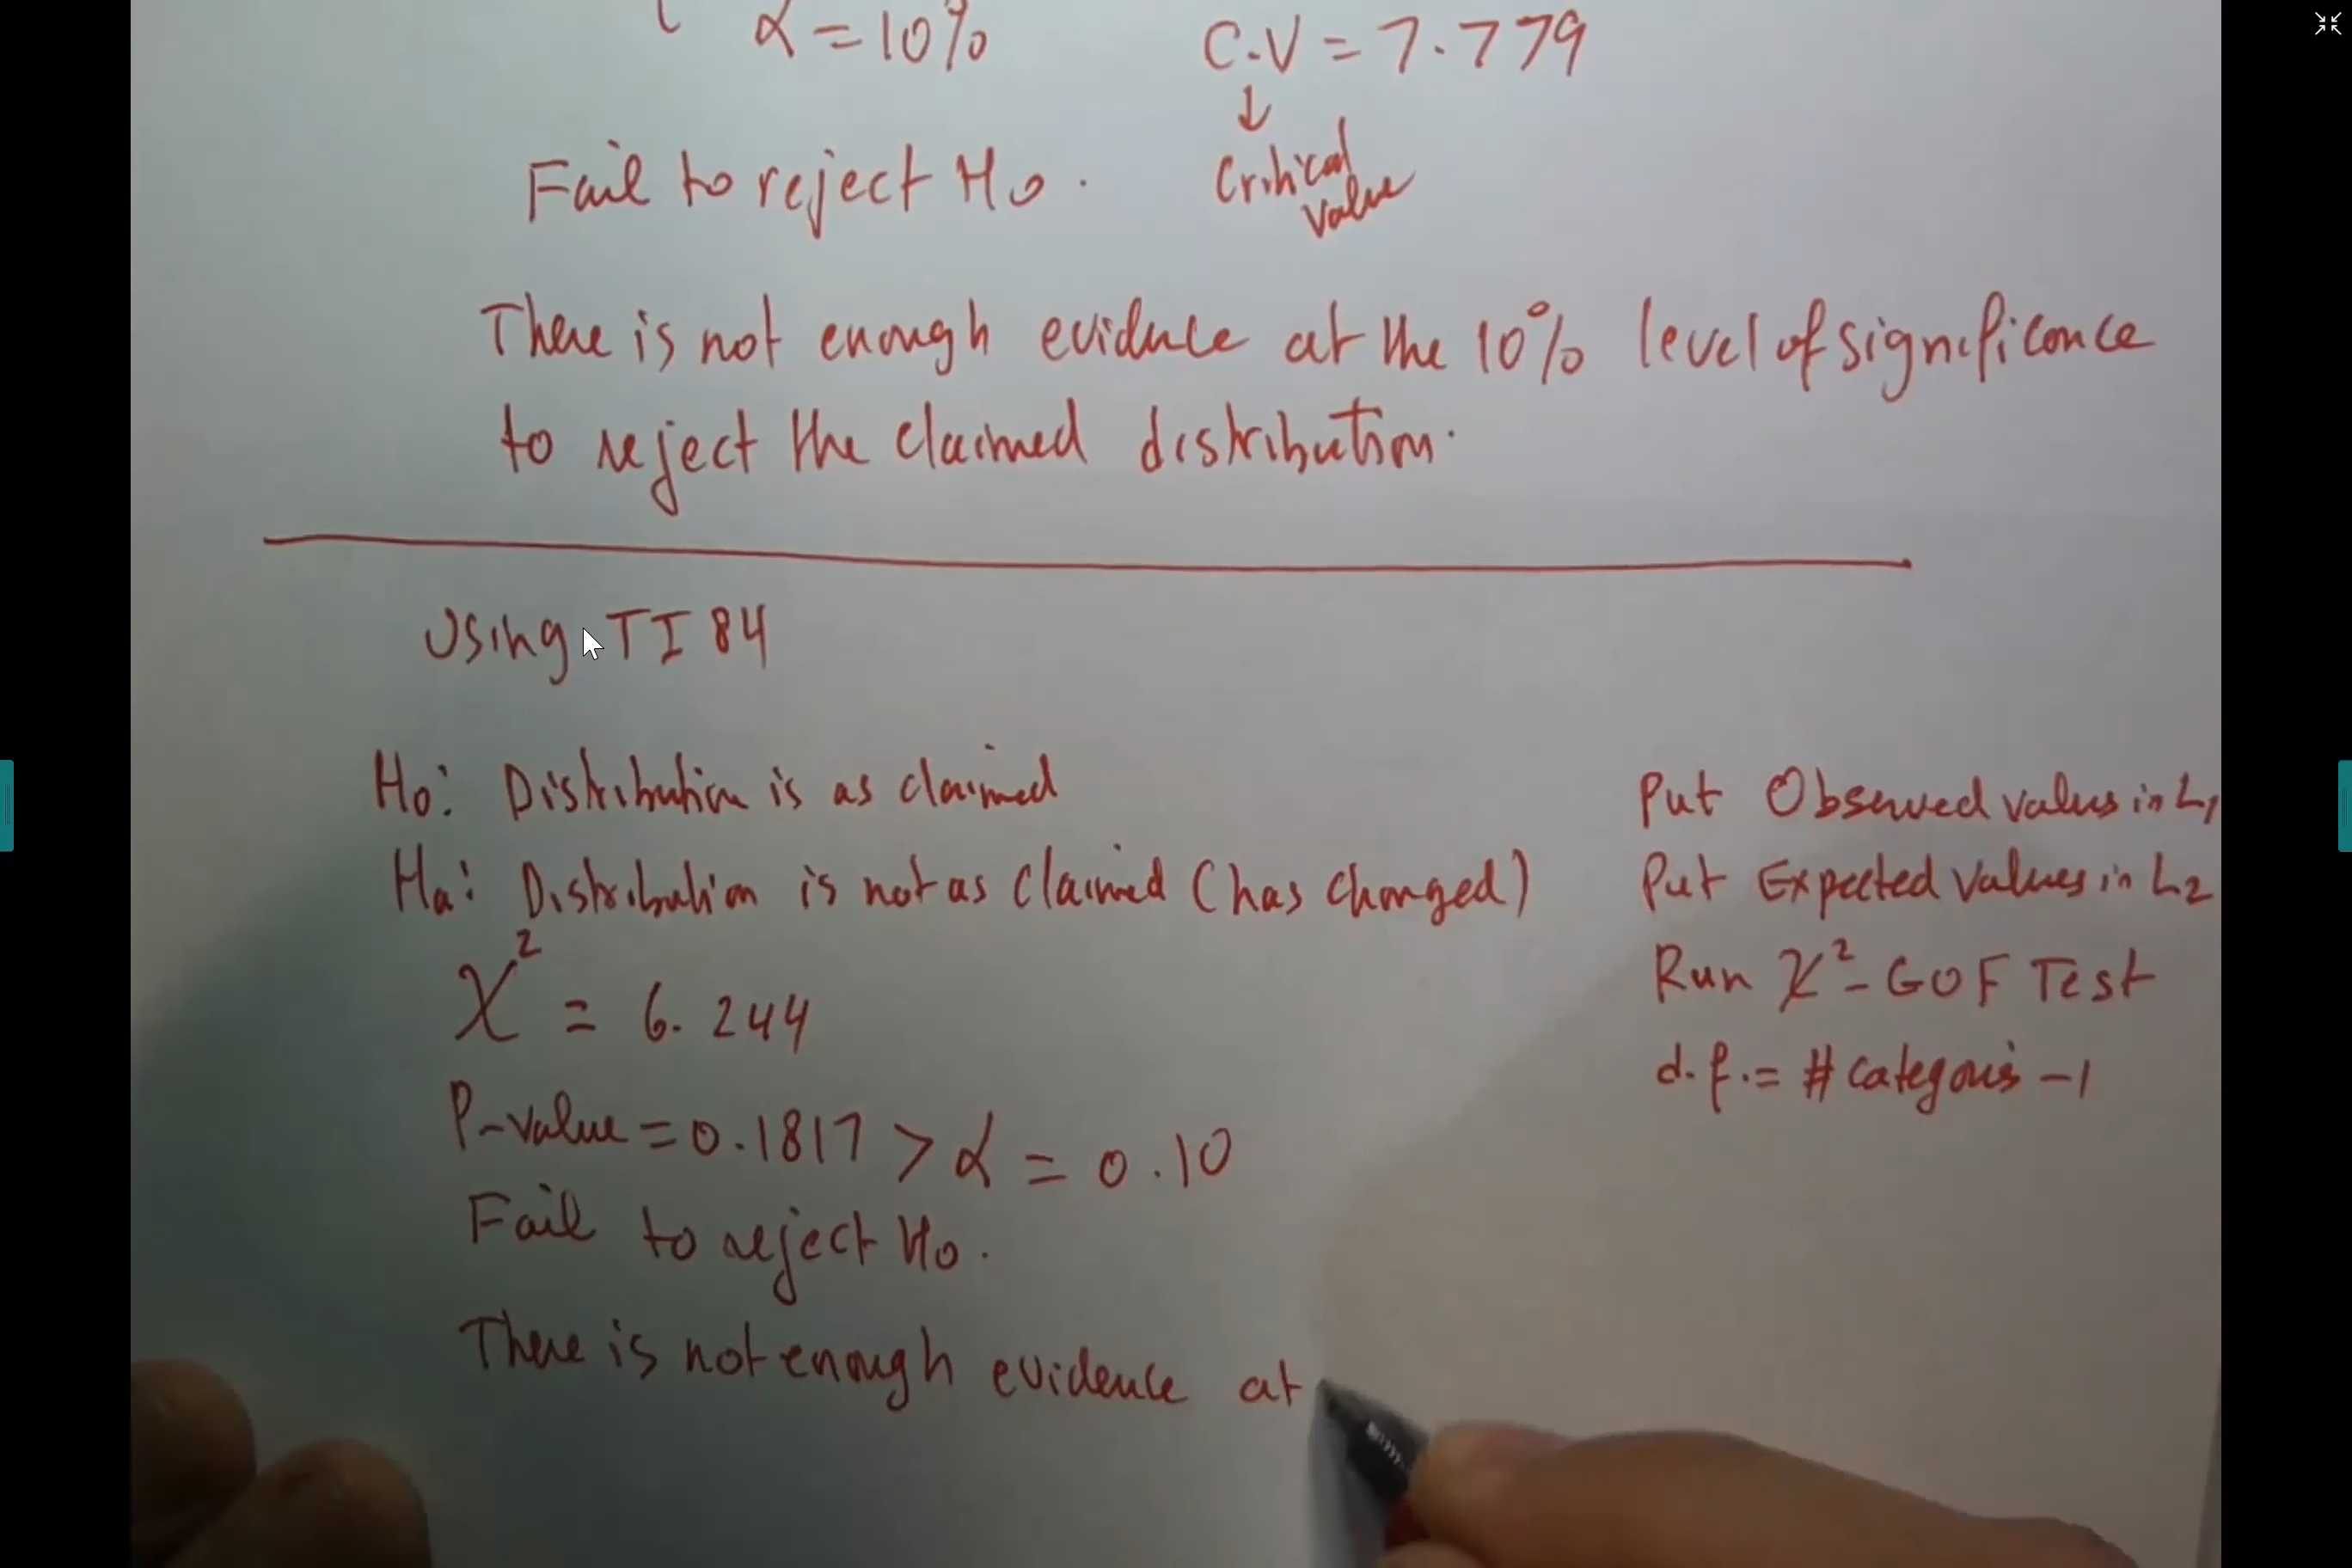 α = 10% C.V = 7.779
↓
Critical
value
Fail to reject Ho.
There is not enough evidence at the 10% level of significance
to reject the claimed distribution.
Using TI 84
Ho: Distribution is as claimed
Ha: Distribution is not as claimed (has changed)
χ² = 6.244
P-value = 0.1817 > α = 0.10
Fail to reject Ho.
There is not enough evidence at
Put Observed values in L1
Put Expected values in L2
Run χ²-GOF Test
d.f. = # categories -1